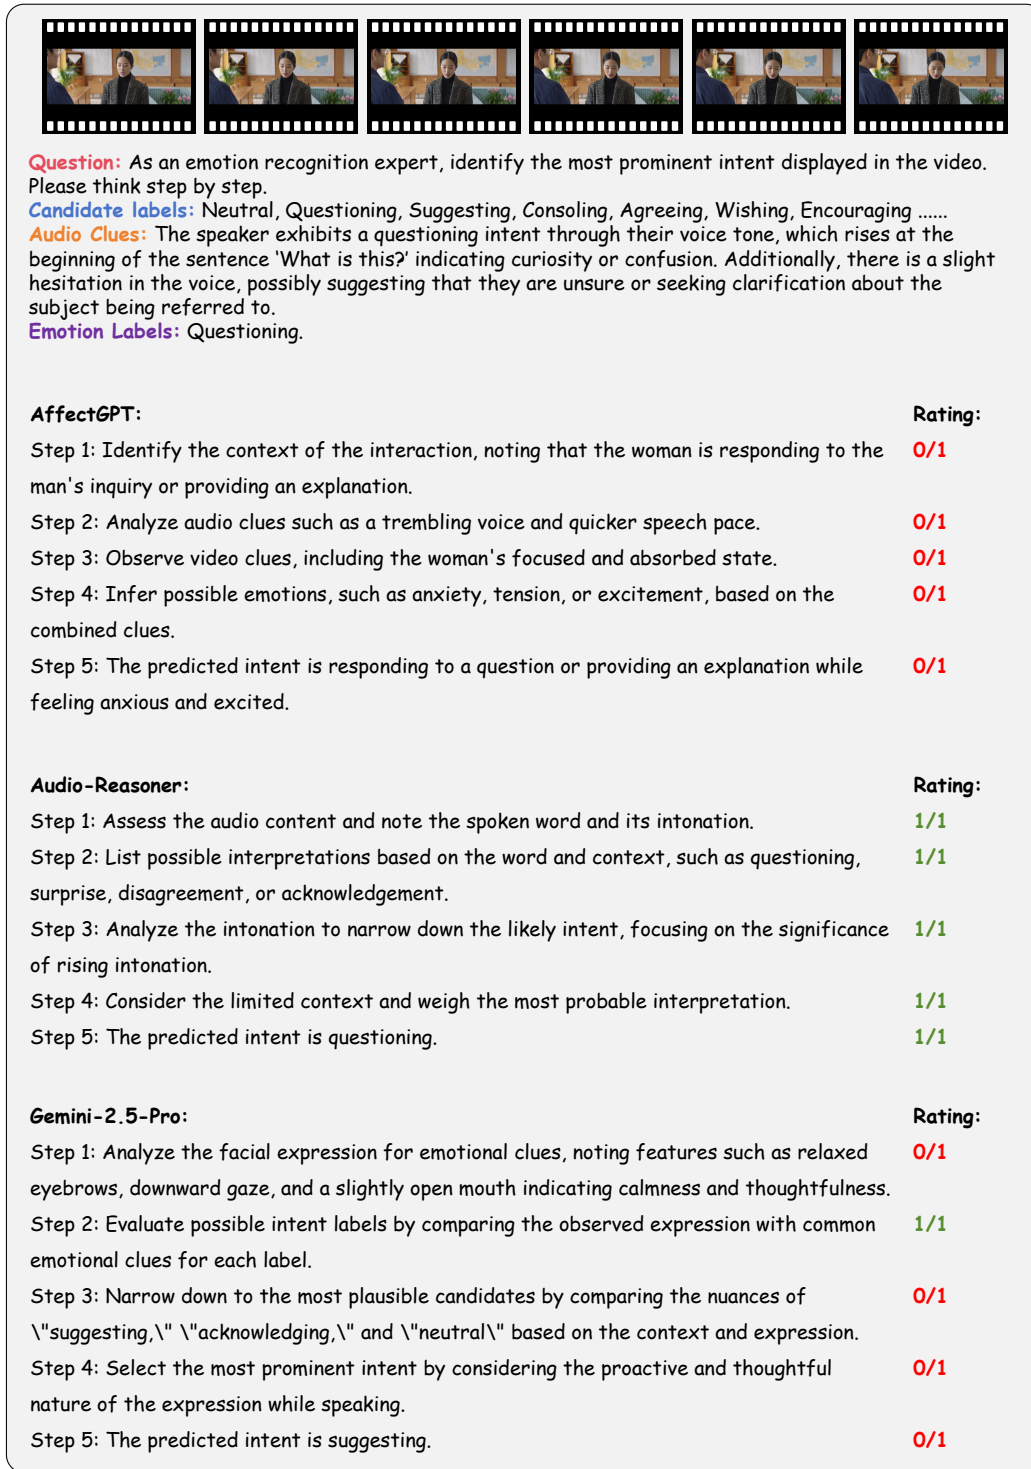 Question: As an emotion recognition expert, identify the most prominent intent displayed in the video.
Please think step by step.
Candidate labels: Neutral, Questioning, Suggesting, Consoling, Agreeing, Wishing, Encouraging ......
Audio Clues: The speaker exhibits a questioning intent through their voice tone, which rises at the
beginning of the sentence ‘What is this?’ indicating curiosity or confusion. Additionally, there is a slight
hesitation in the voice, possibly suggesting that they are unsure or seeking clarification about the
subject being referred to.
Emotion Labels: Questioning.
AffectGPT: Rating:
Step 1: Identify the context of the interaction, noting that the woman is responding to the 0/1
man's inquiry or providing an explanation.
Step 2: Analyze audio clues such as a trembling voice and quicker speech pace. 0/1
Step 3: Observe video clues, including the woman's focused and absorbed state. 0/1
Step 4: Infer possible emotions, such as anxiety, tension, or excitement, based on the 0/1
combined clues.
Step 5: The predicted intent is responding to a question or providing an explanation while 0/1
feeling anxious and excited.
Audio-Reasoner: Rating:
Step 1: Assess the audio content and note the spoken word and its intonation. 1/1
Step 2: List possible interpretations based on the word and context, such as questioning, 1/1
surprise, disagreement, or acknowledgement.
Step 3: Analyze the intonation to narrow down the likely intent, focusing on the significance 1/1
of rising intonation.
Step 4: Consider the limited context and weigh the most probable interpretation. 1/1
Step 5: The predicted intent is questioning. 1/1
Gemini-2.5-Pro: Rating:
Step 1: Analyze the facial expression for emotional clues, noting features such as relaxed 0/1
eyebrows, downward gaze, and a slightly open mouth indicating calmness and thoughtfulness.
Step 2: Evaluate possible intent labels by comparing the observed expression with common 1/1
emotional clues for each label.
Step 3: Narrow down to the most plausible candidates by comparing the nuances of 0/1
\"suggesting,\" \"acknowledging,\" and \"neutral\" based on the context and expression.
Step 4: Select the most prominent intent by considering the proactive and thoughtful 0/1
nature of the expression while speaking.
Step 5: The predicted intent is suggesting. 0/1